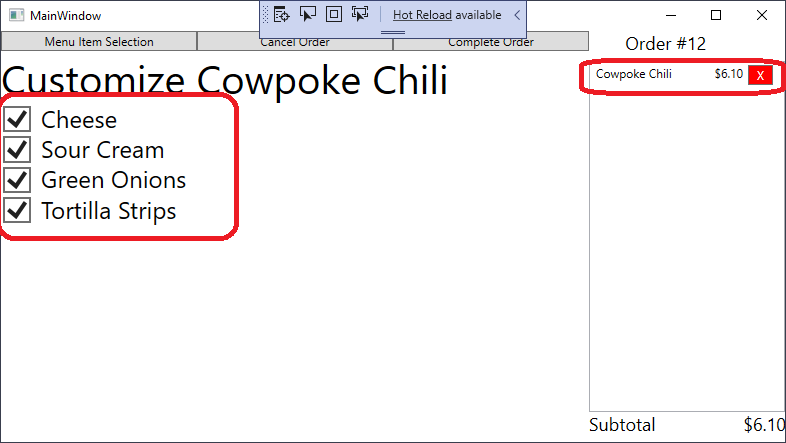 MainWindow
Hot Reload available
Menu Item Selection
Cancel Order
Complete Order
Order #12
Customize Cowpoke Chili
Cowpoke Chili $6.10 X
Cheese
Sour Cream
Green Onions
Tortilla Strips
Subtotal $6.10